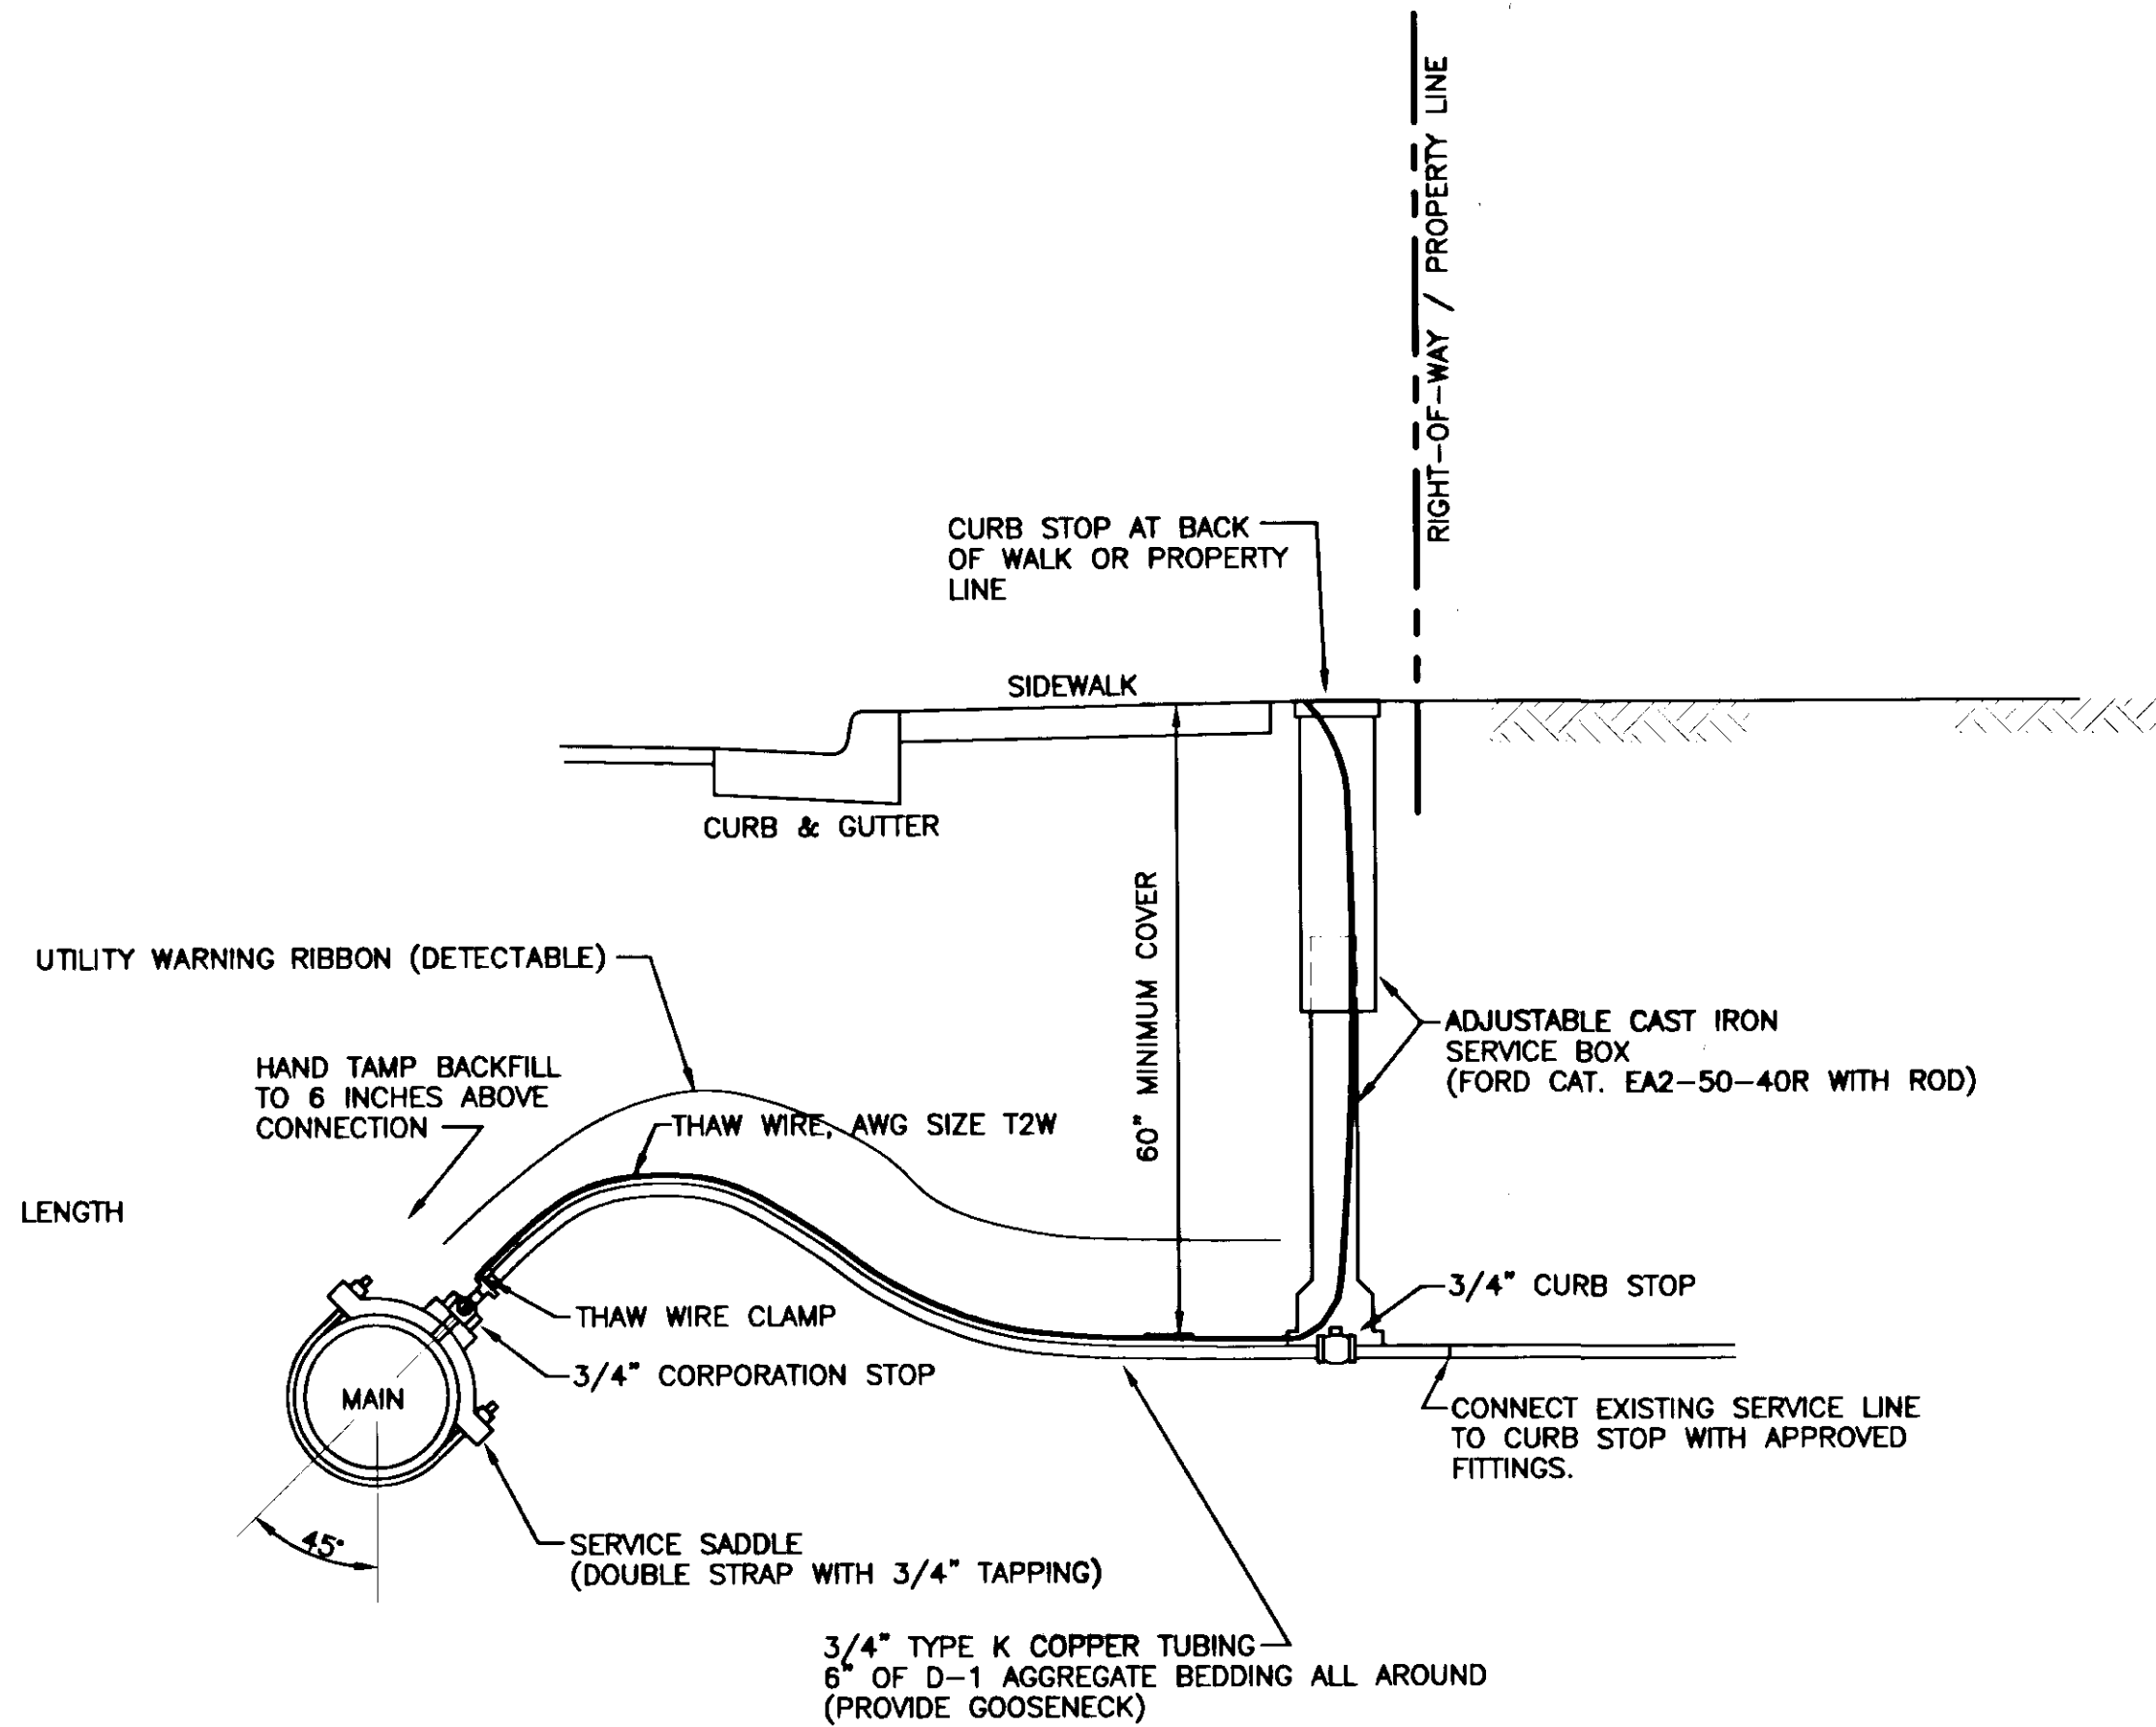 RIGHT-OF-WAY / PROPERTY LINE
CURB STOP AT BACK
OF WALK OR PROPERTY
LINE
SIDEWALK
CURB & GUTTER
60" MINIMUM COVER
UTILITY WARNING RIBBON (DETECTABLE)
ADJUSTABLE CAST IRON
SERVICE BOX
(FORD CAT. EA2-50-40R WITH ROD)
HAND TAMP BACKFILL
TO 6 INCHES ABOVE
CONNECTION
THAW WIRE, AWG SIZE T2W
LENGTH
3/4" CURB STOP
THAW WIRE CLAMP
3/4" CORPORATION STOP
MAIN
CONNECT EXISTING SERVICE LINE
TO CURB STOP WITH APPROVED
FITTINGS.
45°
SERVICE SADDLE
(DOUBLE STRAP WITH 3/4" TAPPING)
3/4" TYPE K COPPER TUBING
6" OF D-1 AGGREGATE BEDDING ALL AROUND
(PROVIDE GOOSENECK)